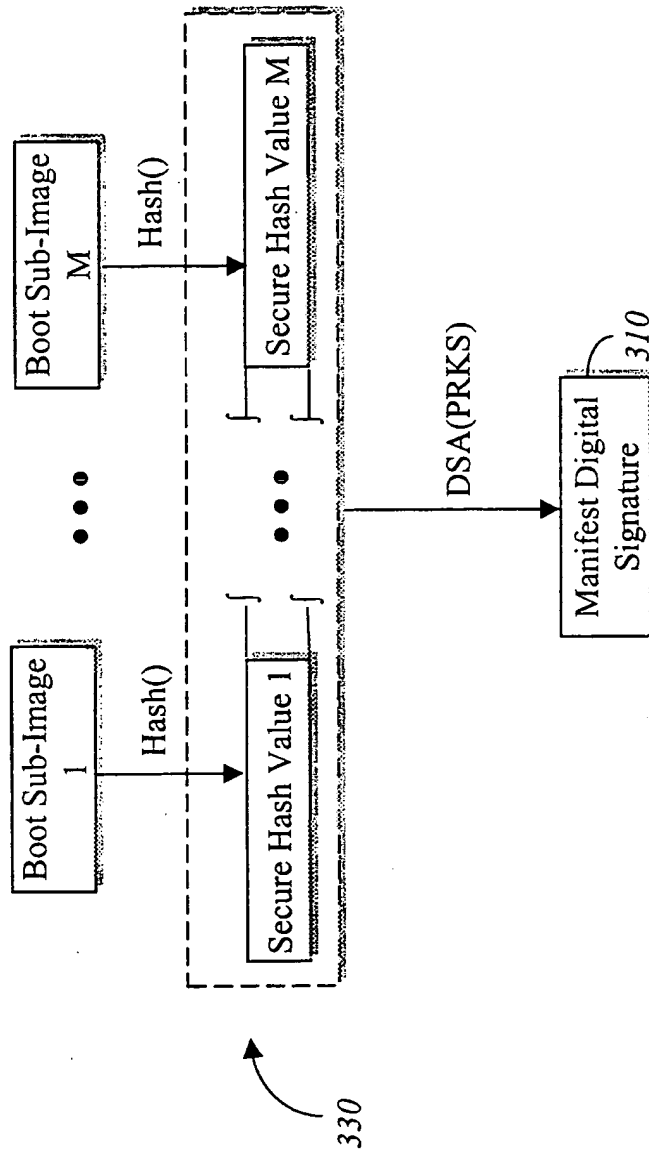 Boot Sub-Image
1
Boot Sub-Image
M
Hash()
Hash()
Secure Hash Value 1
Secure Hash Value M
330
DSA(PRKS)
Manifest Digital
Signature
310